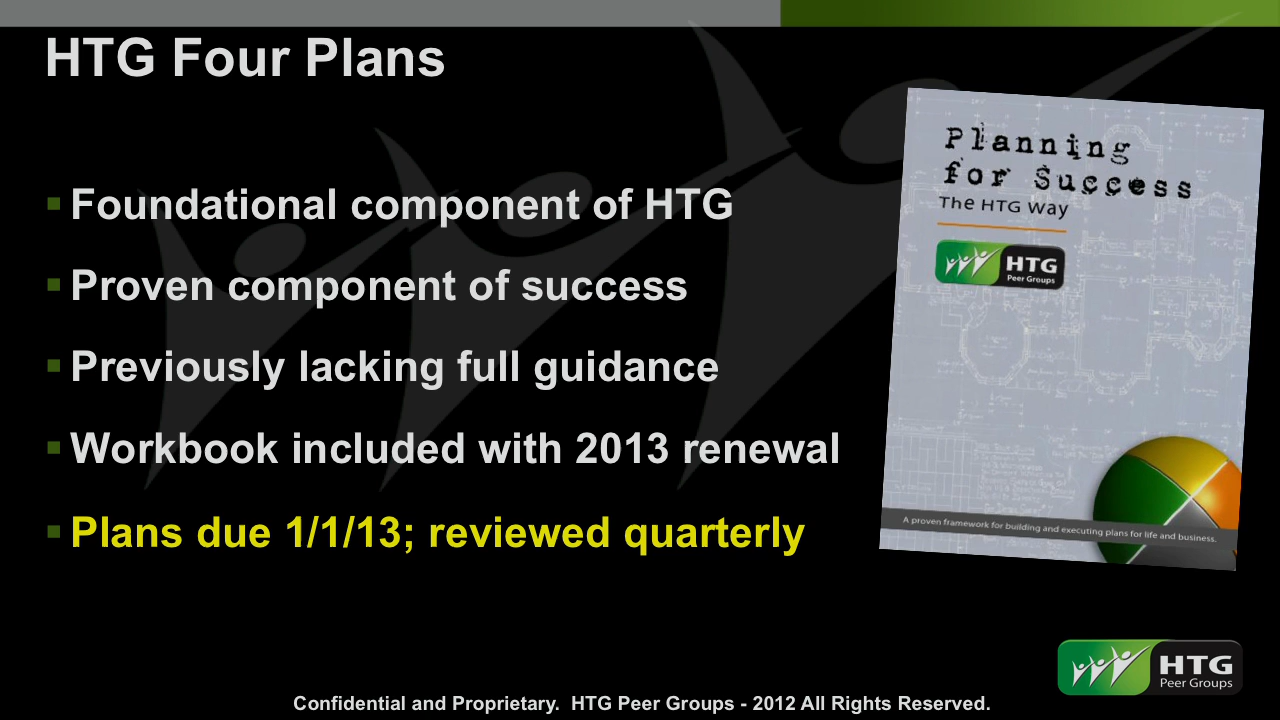 HTG Four Plans
Foundational component of HTG
Proven component of success
Previously lacking full guidance
Workbook included with 2013 renewal
Plans due 1/1/13; reviewed quarterly
Planning
for Success
The HTG Way
HTG
Peer Groups
A proven framework for building and executing plans for life and business.
HTG
Peer Groups
Confidential and Proprietary.  HTG Peer Groups - 2012 All Rights Reserved.